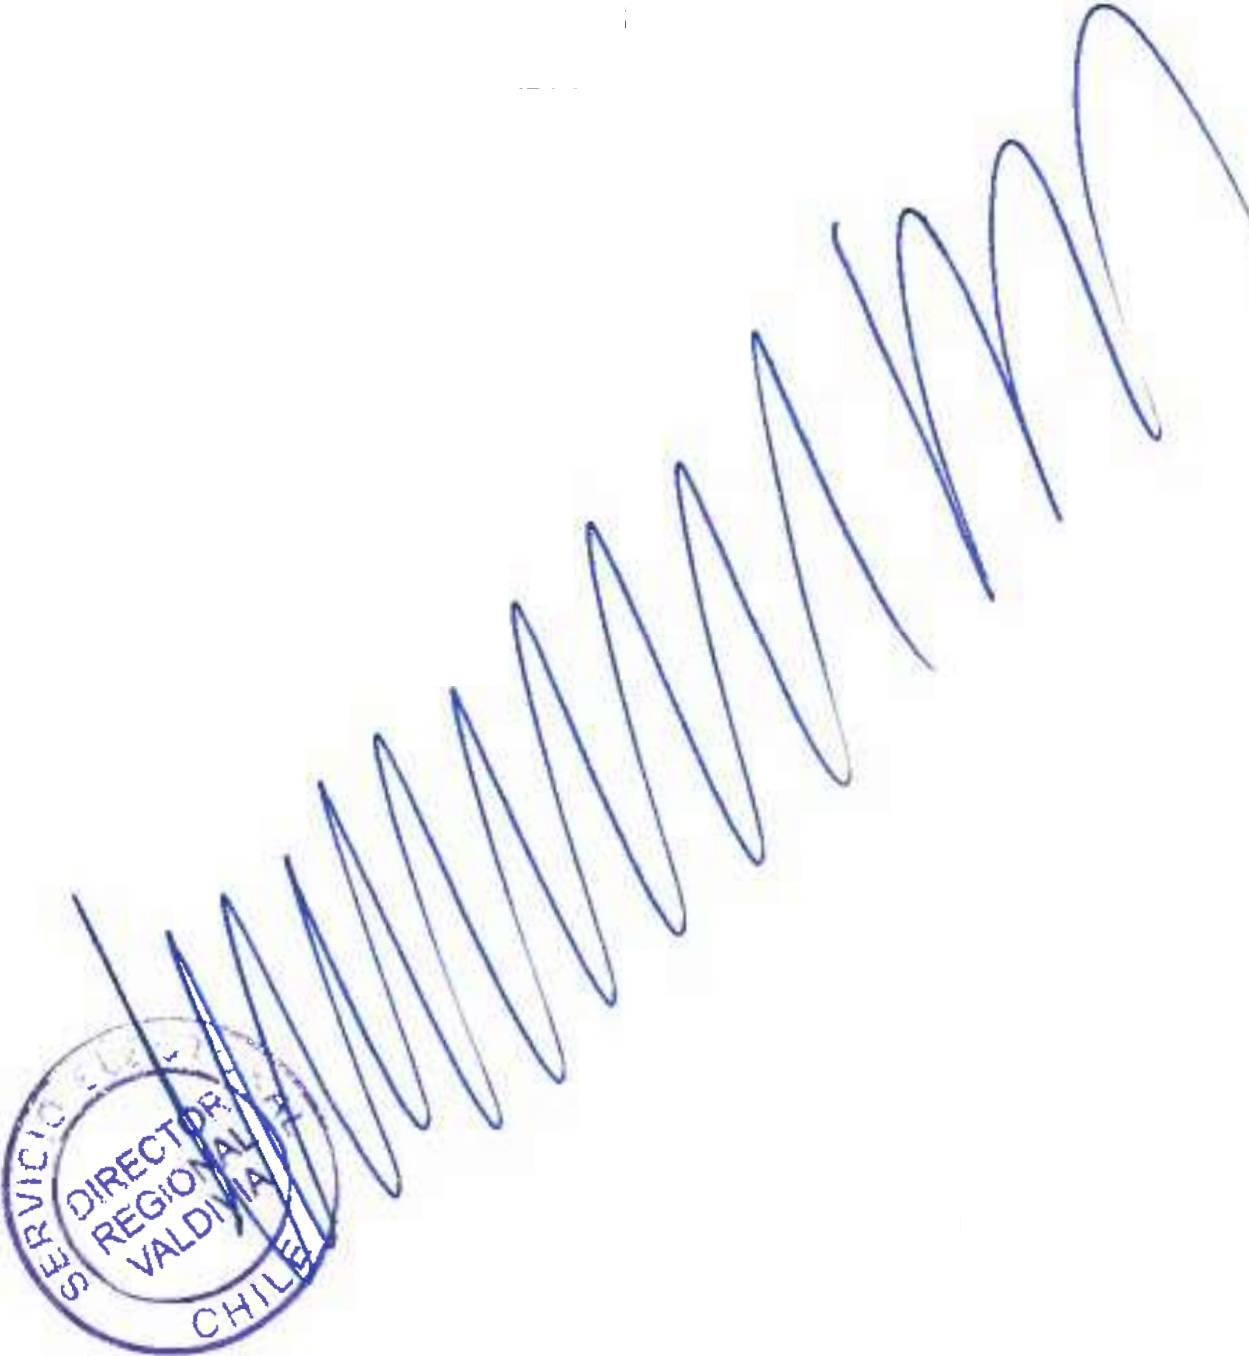 SERVICIO
DIRECTOR
REGIONAL
VALDIVIA
CHILE